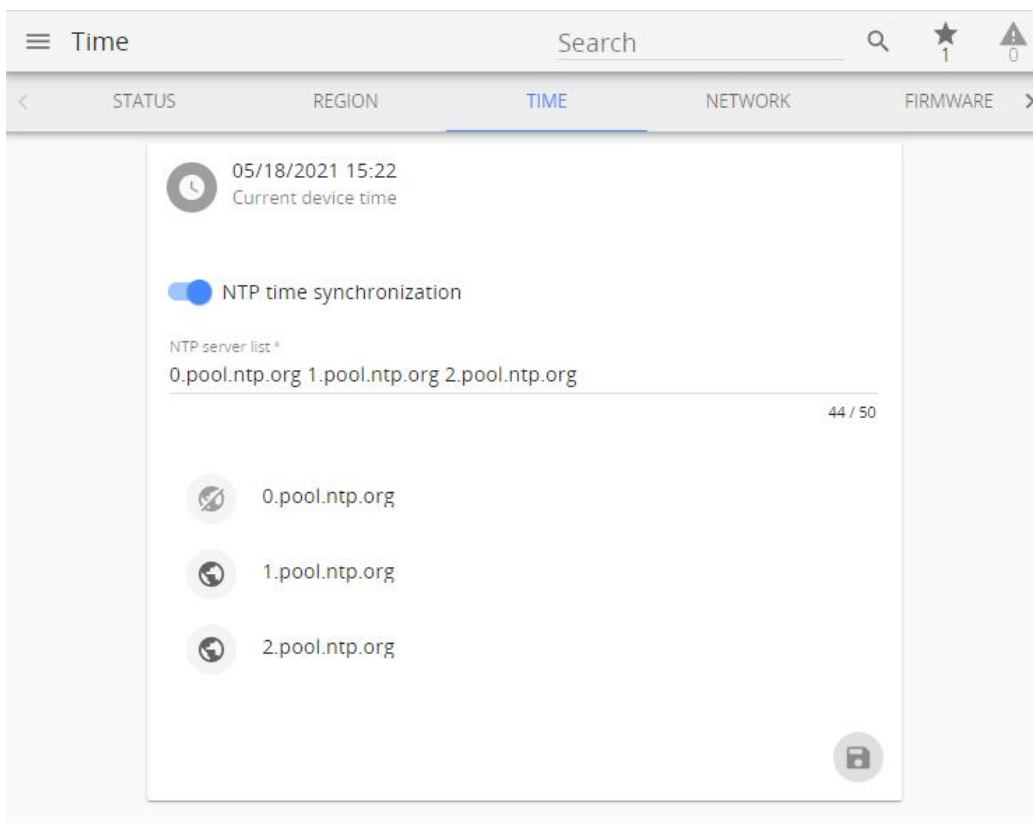 Time
Search
1
0
STATUS REGION TIME NETWORK FIRMWARE
05/18/2021 15:22
Current device time
NTP time synchronization
NTP server list *
0.pool.ntp.org 1.pool.ntp.org 2.pool.ntp.org
44 / 50
0.pool.ntp.org
1.pool.ntp.org
2.pool.ntp.org